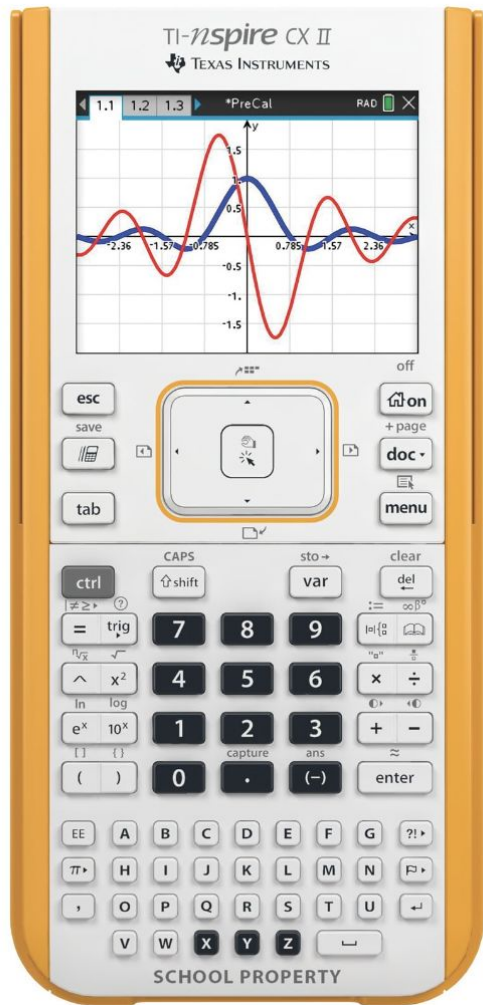 TI-nspire CX II
TEXAS INSTRUMENTS
1.1 1.2 1.3 *PreCal RAD
y
1.5
1.
0.5
x
-2.36 -1.57 -0.785 0.785 1.57 2.36
-0.5
-1.
-1.5
off
esc on
save +page
doc
tab menu
CAPS sto→ clear
ctrl ⇧shift var del
|≠≥▸ ? := ∞β°
= trig 7 8 9 |□|{
ⁿ√x √ "□"
^ x² 4 5 6 × ÷
ln log
eˣ 10ˣ 1 2 3 + −
[ ] { } capture ans ≈
( ) 0 . (−) enter
EE A B C D E F G ?!▸
π▸ H I J K L M N
, O P Q R S T U ↵
V W X Y Z
SCHOOL PROPERTY